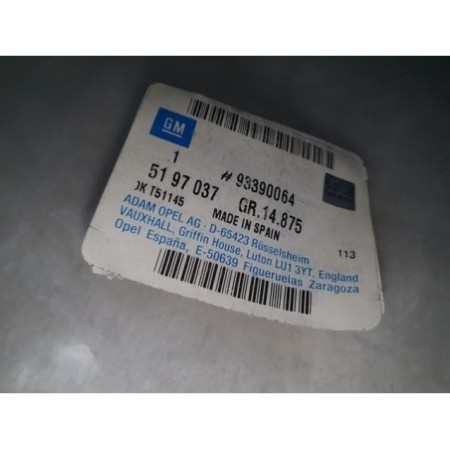 GM
1
# 93390064
51 97 037 GR.14.875
JK T51145 MADE IN SPAIN
ADAM OPEL AG · D-65423 Rüsselsheim
VAUXHALL, Griffin House, Luton LU1 3YT, England
Opel España, E-50639 Figueruelas Zaragoza
113